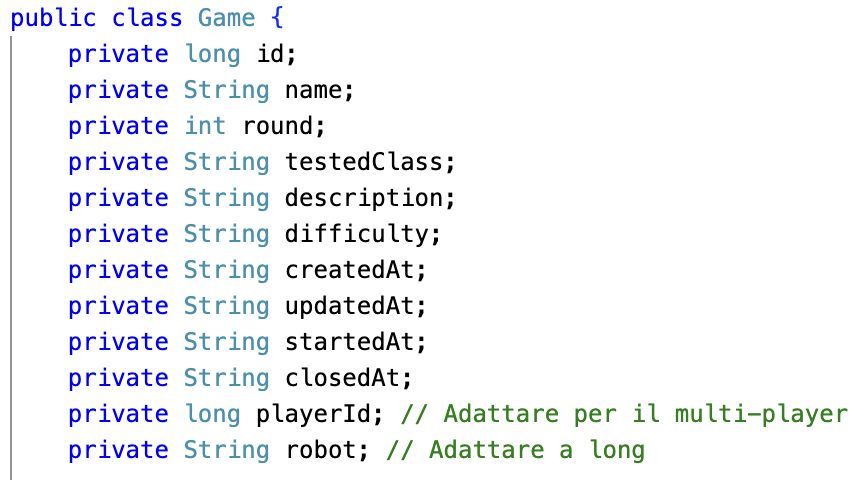 public class Game {
    private long id;
    private String name;
    private int round;
    private String testedClass;
    private String description;
    private String difficulty;
    private String createdAt;
    private String updatedAt;
    private String startedAt;
    private String closedAt;
    private long playerId; // Adattare per il multi-player
    private String robot; // Adattare a long